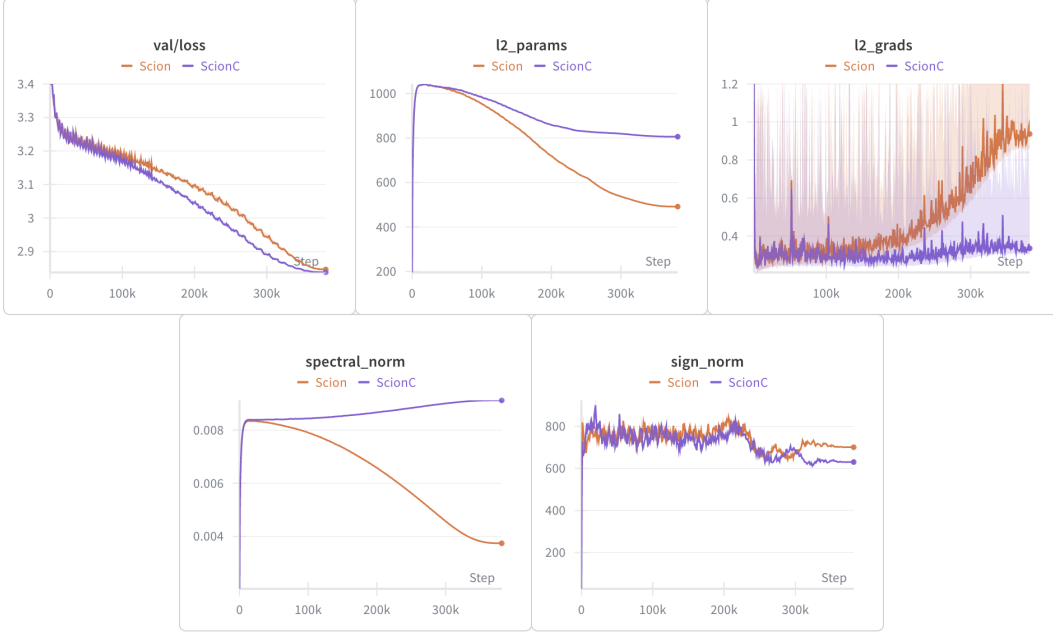 val/loss
Scion ScionC
3.4
3.3
3.2
3.1
3
2.9
Step
0 100k 200k 300k
l2_params
Scion ScionC
1000
800
600
400
200
Step
0 100k 200k 300k
l2_grads
Scion ScionC
1.2
1
0.8
0.6
0.4
Step
100k 200k 300k
spectral_norm
Scion ScionC
0.008
0.006
0.004
Step
0 100k 200k 300k
sign_norm
Scion ScionC
800
600
400
200
Step
0 100k 200k 300k